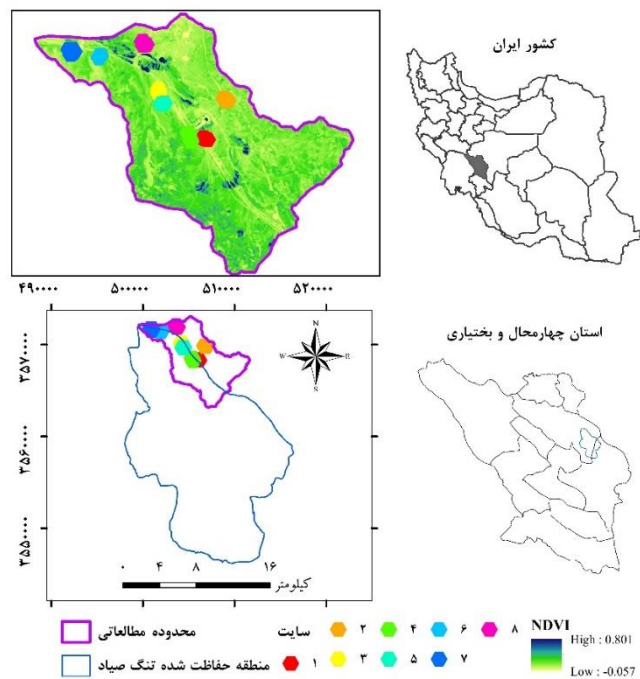 کشور ایران
۴۹۰۰۰۰ ۵۰۰۰۰۰ ۵۱۰۰۰۰ ۵۲۰۰۰۰
استان چهارمحال و بختیاری
۳۵۷۰۰۰۰
۳۵۶۰۰۰۰
۳۵۵۰۰۰۰
N
W E
S
۰ ۴ ۸ ۱۶
کیلومتر
محدوده مطالعاتی
منطقه حفاظت شده تنگ صیاد
سایت
۲ ۴ ۶ ۸
۱ ۳ ۵ ۷
NDVI
High : 0.801
Low : -0.057